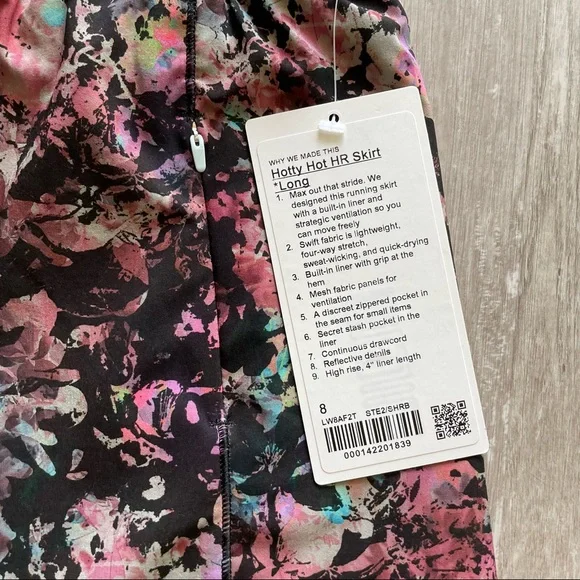 WHY WE MADE THIS
Hotty Hot HR Skirt
*Long
1. Max out that stride. We
designed this running skirt
with a built-in liner and
strategic ventilation so you
can move freely
2. Swift fabric is lightweight,
four-way stretch,
sweat-wicking, and quick-drying
3. Built-in liner with grip at the
hem
4. Mesh fabric panels for
ventilation
5. A discreet zippered pocket in
the seam for small items
6. Secret stash pocket in the
liner
7. Continuous drawcord
8. Reflective details
9. High rise, 4" liner length
8
LW8AF2T STE2/SHRB
000142201839